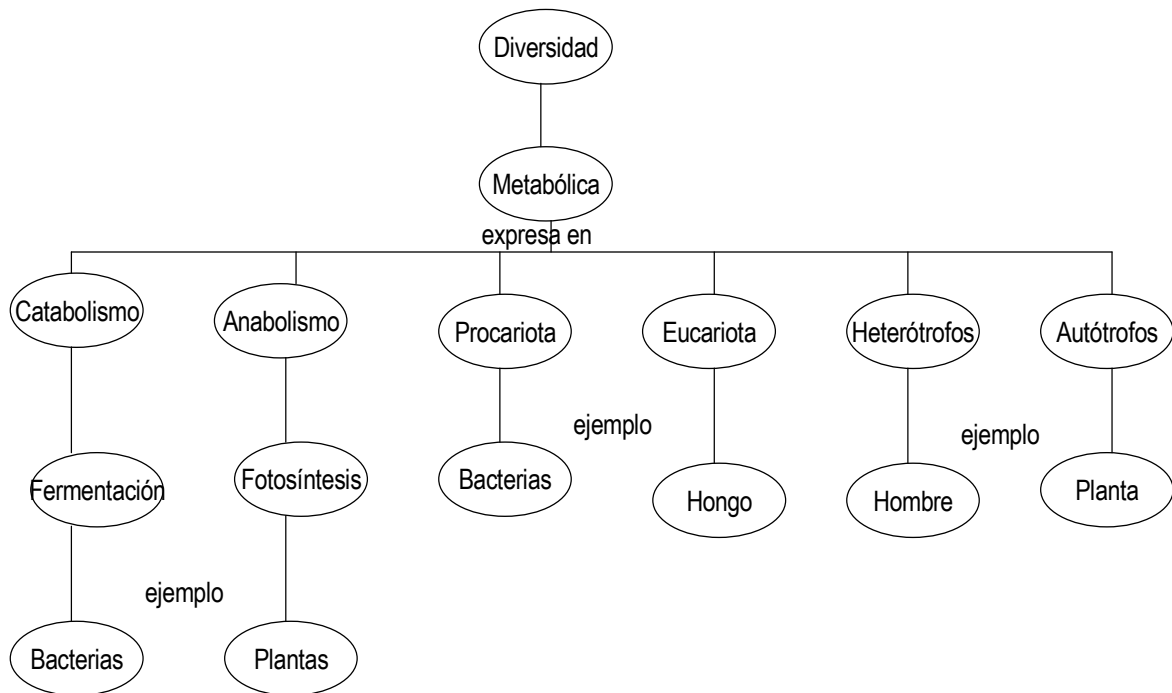 Diversidad
Metabólica
expresa en
Catabolismo
Anabolismo
Procariota
Eucariota
Heterótrofos
Autótrofos
ejemplo
ejemplo
Fermentación
Fotosíntesis
Bacterias
Hongo
Hombre
Planta
ejemplo
Bacterias
Plantas